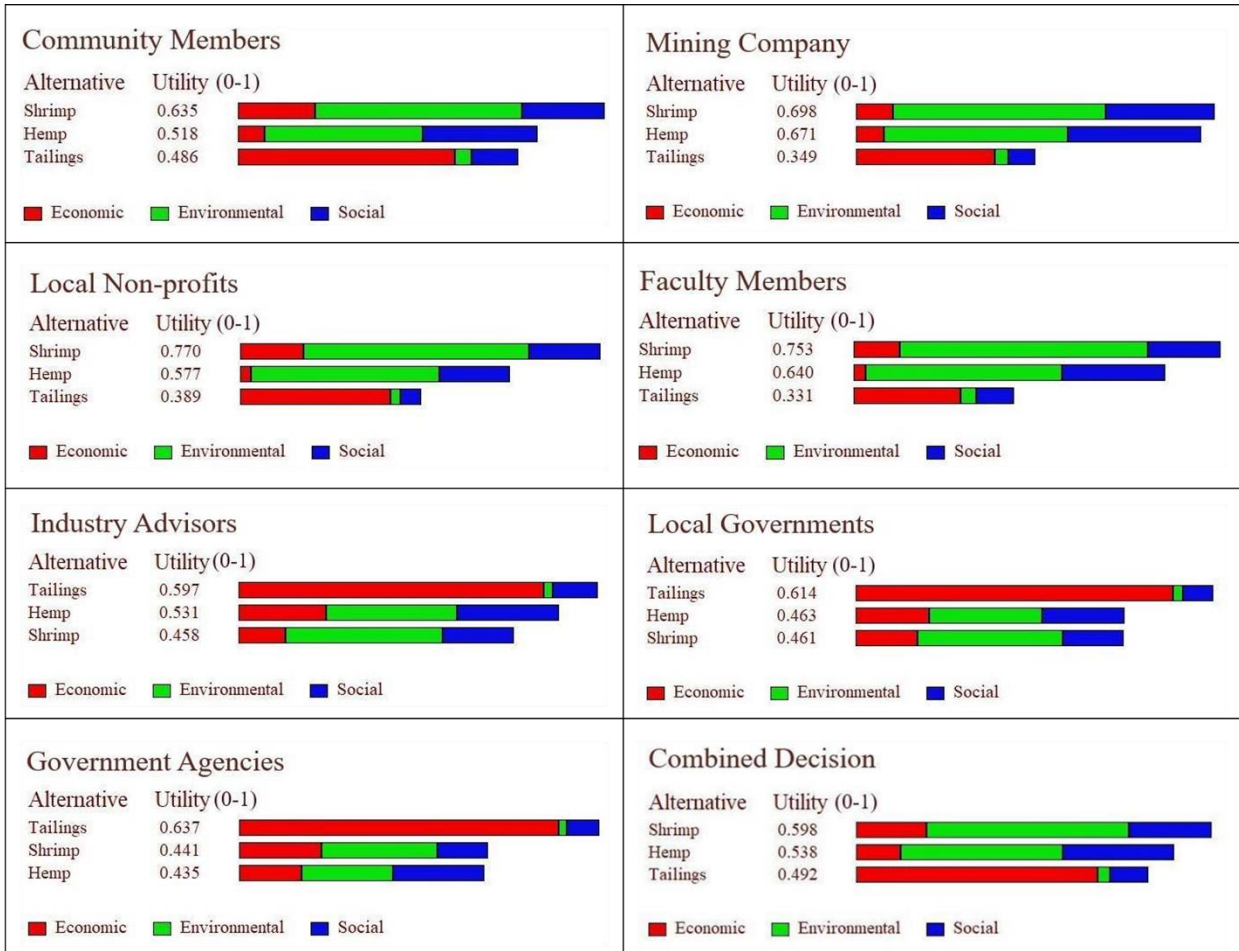 Community Members
Alternative Utility (0-1)
Shrimp 0.635
Hemp 0.518
Tailings 0.486
Economic Environmental Social
Mining Company
Alternative Utility (0-1)
Shrimp 0.698
Hemp 0.671
Tailings 0.349
Economic Environmental Social
Local Non-profits
Alternative Utility (0-1)
Shrimp 0.770
Hemp 0.577
Tailings 0.389
Economic Environmental Social
Faculty Members
Alternative Utility (0-1)
Shrimp 0.753
Hemp 0.640
Tailings 0.331
Economic Environmental Social
Industry Advisors
Alternative Utility (0-1)
Tailings 0.597
Hemp 0.531
Shrimp 0.458
Economic Environmental Social
Local Governments
Alternative Utility (0-1)
Tailings 0.614
Hemp 0.463
Shrimp 0.461
Economic Environmental Social
Government Agencies
Alternative Utility (0-1)
Tailings 0.637
Shrimp 0.441
Hemp 0.435
Economic Environmental Social
Combined Decision
Alternative Utility (0-1)
Shrimp 0.598
Hemp 0.538
Tailings 0.492
Economic Environmental Social